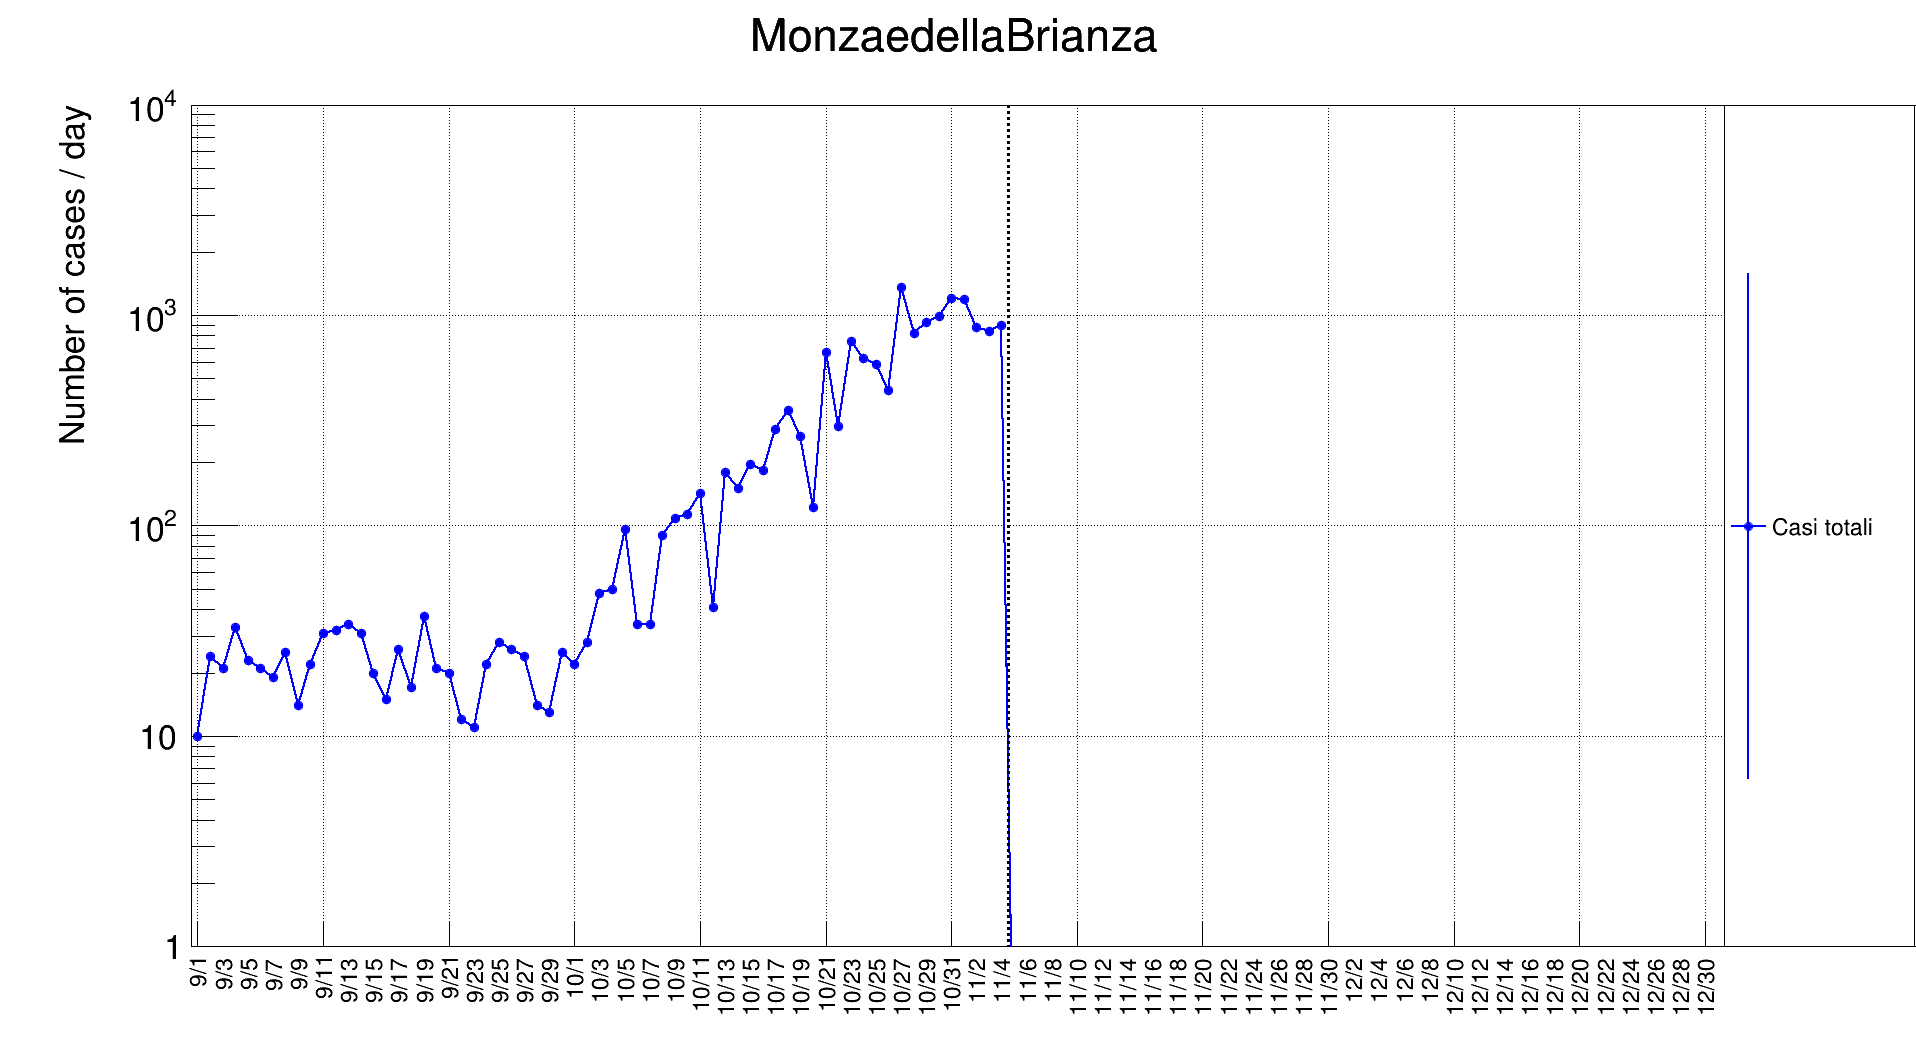 MonzaedellaBrianza
Number of cases / day
10^4
10^3
10^2
10
1
9/1 9/3 9/5 9/7 9/9 9/11 9/13 9/15 9/17 9/19 9/21 9/23 9/25 9/27 9/29 10/1 10/3 10/5 10/7 10/9 10/11 10/13 10/15 10/17 10/19 10/21 10/23 10/25 10/27 10/29 10/31 11/2 11/4 11/6 11/8 11/10 11/12 11/14 11/16 11/18 11/20 11/22 11/24 11/26 11/28 11/30 12/2 12/4 12/6 12/8 12/10 12/12 12/14 12/16 12/18 12/20 12/22 12/24 12/26 12/28 12/30
Casi totali